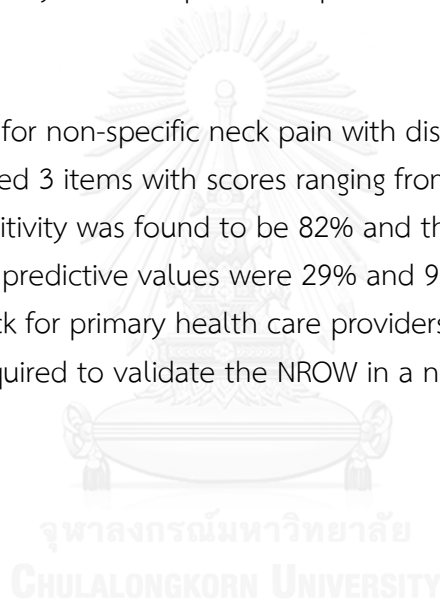 for non-specific neck pain with dis
ed 3 items with scores ranging from
sitivity was found to be 82% and th
predictive values were 29% and 9
ck for primary health care providers
quired to validate the NROW in a n
จุฬาลงกรณ์มหาวิทยาลัย
CHULALONGKORN UNIVERSITY